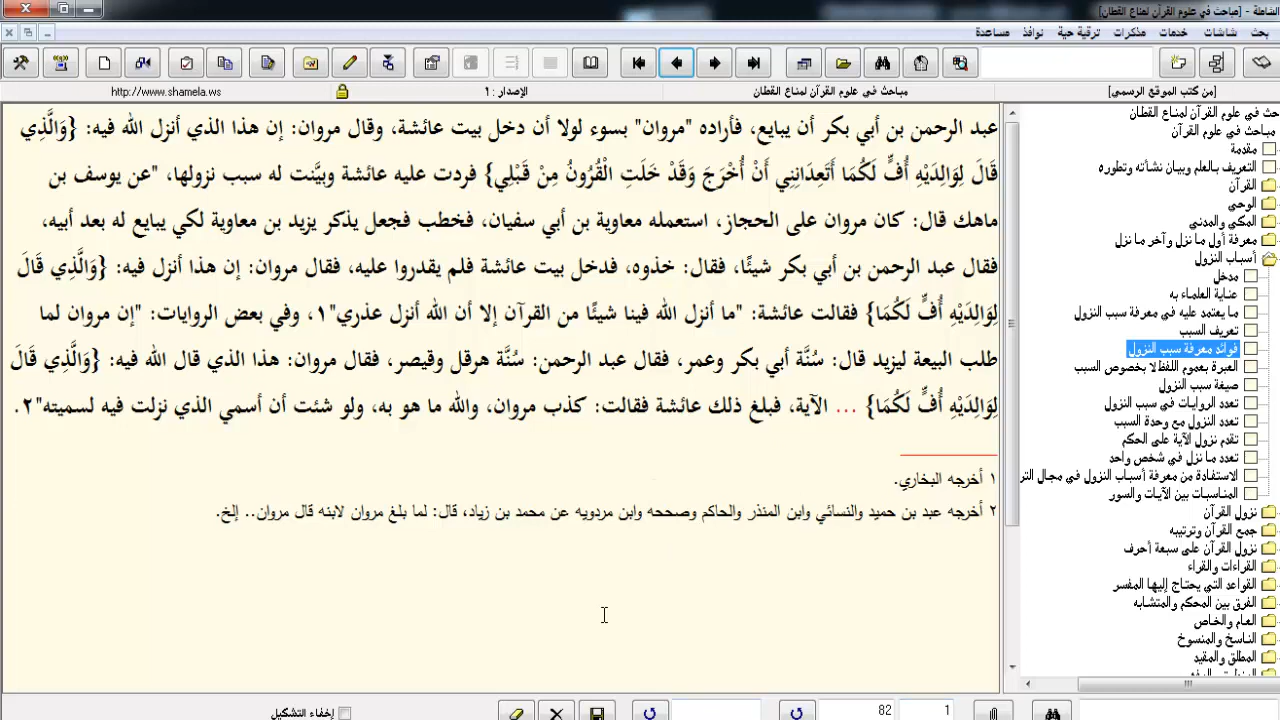 الشاملة - [مباحث في علوم القرآن لمناع القطان]
بحث شاشات خدمات ترقية حية مذكرات نوافذ مساعدة
[من كتب الموقع الرسمي] مباحث في علوم القرآن لمناع القطان الإصدار : ١ http://www.shamela.ws
عبد الرحمن بن أبي بكر أن يبايع، فأراده "مروان" بسوء لولا أن دخل بيت عائشة، وقال مروان: إن هذا الذي أنزل الله فيه: {وَالَّذِي
قَالَ لِوَالِدَيْهِ أُفٍّ لَكُمَا أَتَعِدَانِنِي أَنْ أُخْرَجَ وَقَدْ خَلَتِ الْقُرُونُ مِنْ قَبْلِي} فردت عليه عائشة وبيَّنت له سبب نزولها، "عن يوسف بن
ماهك قال: كان مروان على الحجاز، استعمله معاوية بن أبي سفيان، فخطب فجعل يذكر يزيد بن معاوية لكي يبايع له بعد أبيه،
فقال عبد الرحمن بن أبي بكر شيئًا، فقال: خذوه، فدخل بيت عائشة فلم يقدروا عليه، فقال مروان: إن هذا أنزل فيه: {وَالَّذِي قَالَ
لِوَالِدَيْهِ أُفٍّ لَكُمَا} فقالت عائشة: "ما أنزل الله فينا شيئًا من القرآن إلا أن الله أنزل عذري"١، وفي بعض الروايات: "إن مروان لما
طلب البيعة ليزيد قال: سُنَّة أبي بكر وعمر، فقال عبد الرحمن: سُنَّة هرقل وقيصر، فقال مروان: هذا الذي قال الله فيه: {وَالَّذِي قَالَ
لِوَالِدَيْهِ أُفٍّ لَكُمَا} ... الآية، فبلغ ذلك عائشة فقالت: كذب مروان، والله ما هو به، ولو شئت أن أسمي الذي نزلت فيه لسميته"٢.
١ أخرجه البخاري.
٢ أخرجه عبد بن حميد والنسائي وابن المنذر والحاكم وصححه وابن مردويه عن محمد بن زياد، قال: لما بلغ مروان لابنه قال مروان.. إلخ.
حث في علوم القرآن لمناع القطان
مباحث في علوم القرآن
مقدمة
التعريف بالعلم وبيان نشأته وتطوره
القرآن
الوحي
المكي والمدني
معرفة أول ما نزل وآخر ما نزل
أسباب النزول
مدخل
عناية العلماء به
ما يعتمد عليه في معرفة سبب النزول
تعريف السبب
فوائد معرفة سبب النزول
العبرة بعموم اللفظ لا بخصوص السبب
صيغة سبب النزول
تعدد الروايات في سبب النزول
تعدد النزول مع وحدة السبب
تقدم نزول الآية على الحكم
تعدد ما نزل في شخص واحد
الاستفادة من معرفة أسباب النزول في مجال التر
المناسبات بين الآيات والسور
نزول القرآن
جمع القرآن وترتيبه
نزول القرآن على سبعة أحرف
القراءات والقراء
القواعد التي يحتاج إليها المفسر
الفرق بين المحكم والمتشابه
العام والخاص
الناسخ والمنسوخ
المطلق والمقيد
1 82 إخفاء التشكيل